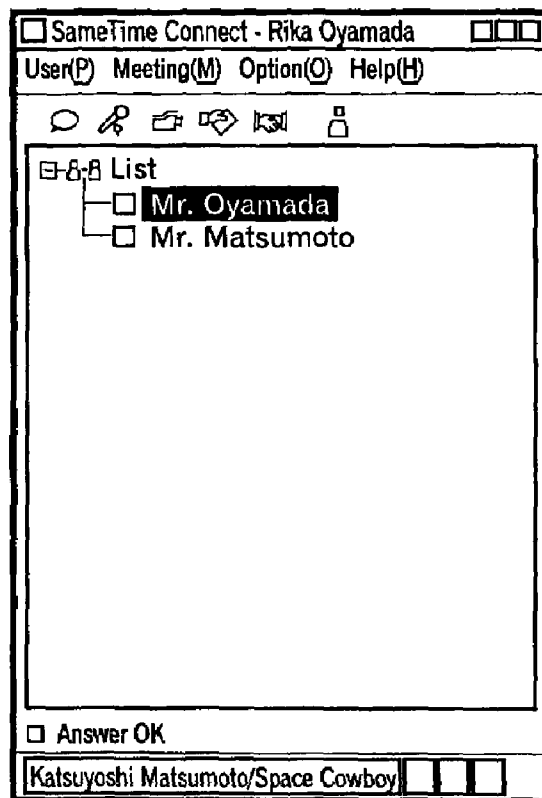 SameTime Connect - Rika Oyamada
User(P) Meeting(M) Option(O) Help(H)
List
Mr. Oyamada
Mr. Matsumoto
Answer OK
Katsuyoshi Matsumoto/Space Cowboy